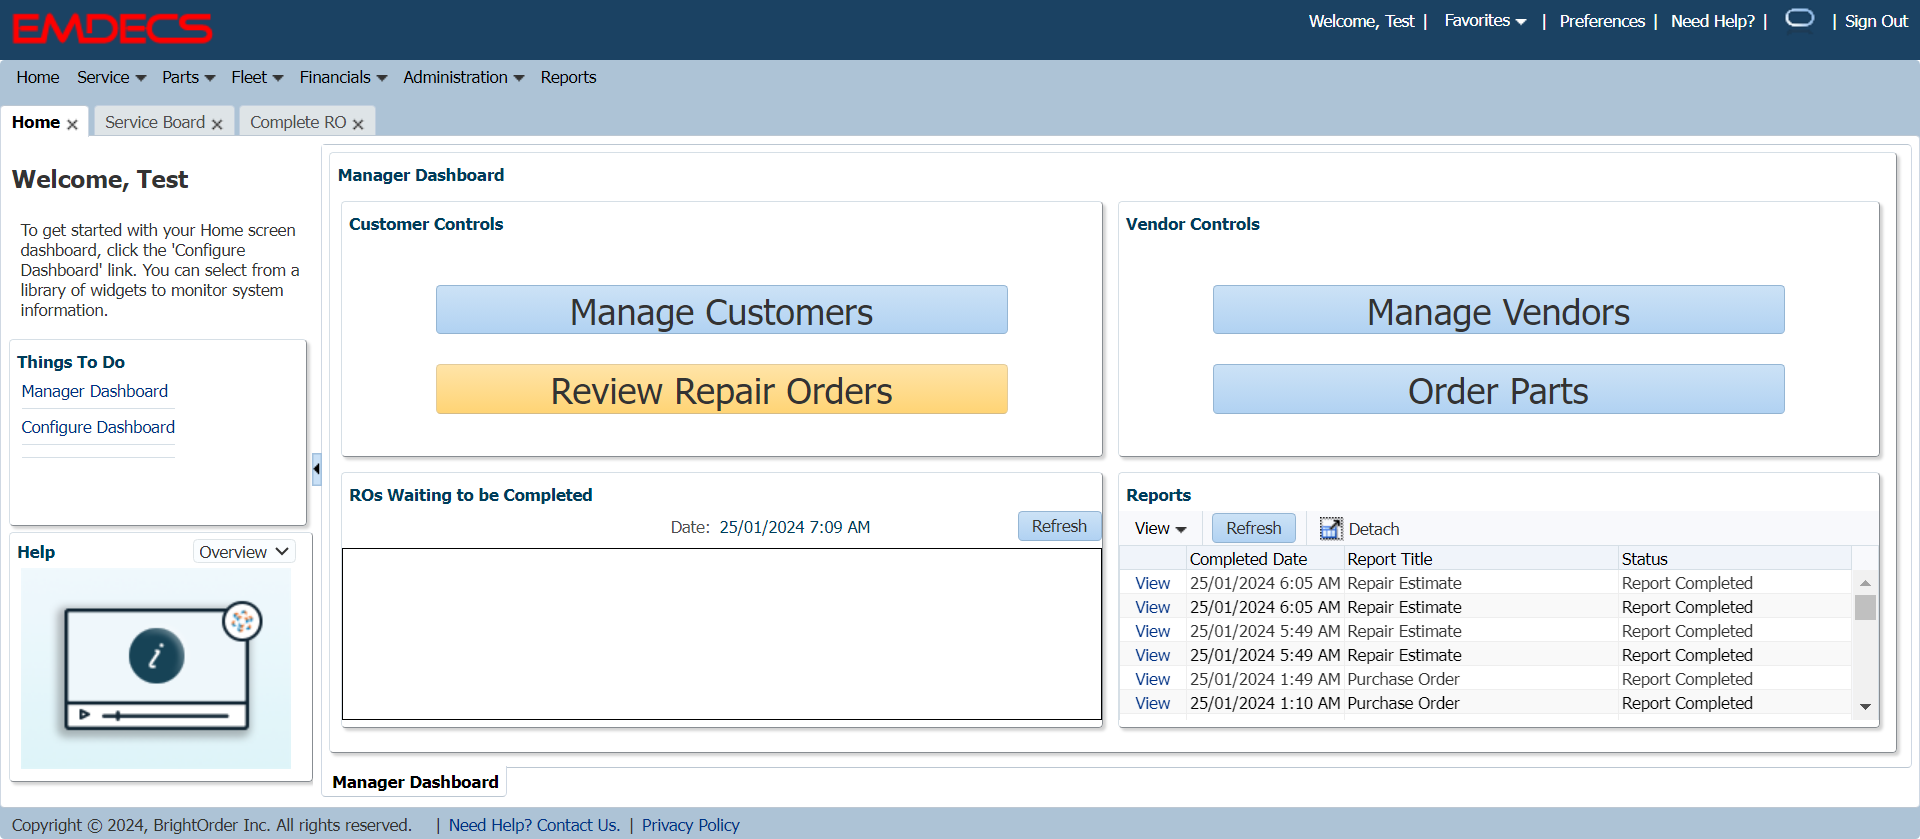 EMDECS
Welcome, Test | Favorites | Preferences | Need Help? | | Sign Out
Home Service Parts Fleet Financials Administration Reports
Home Service Board Complete RO
Welcome, Test
To get started with your Home screen
dashboard, click the 'Configure
Dashboard' link. You can select from a
library of widgets to monitor system
information.
Things To Do
Manager Dashboard
Configure Dashboard
Help Overview
i
Manager Dashboard
Customer Controls
Manage Customers
Review Repair Orders
Vendor Controls
Manage Vendors
Order Parts
ROs Waiting to be Completed
Date: 25/01/2024 7:09 AM Refresh
Reports
View Refresh Detach
Completed Date Report Title Status
View 25/01/2024 6:05 AM Repair Estimate Report Completed
View 25/01/2024 6:05 AM Repair Estimate Report Completed
View 25/01/2024 5:49 AM Repair Estimate Report Completed
View 25/01/2024 5:49 AM Repair Estimate Report Completed
View 25/01/2024 1:49 AM Purchase Order Report Completed
View 25/01/2024 1:10 AM Purchase Order Report Completed
Manager Dashboard
Copyright © 2024, BrightOrder Inc. All rights reserved. | Need Help? Contact Us. | Privacy Policy